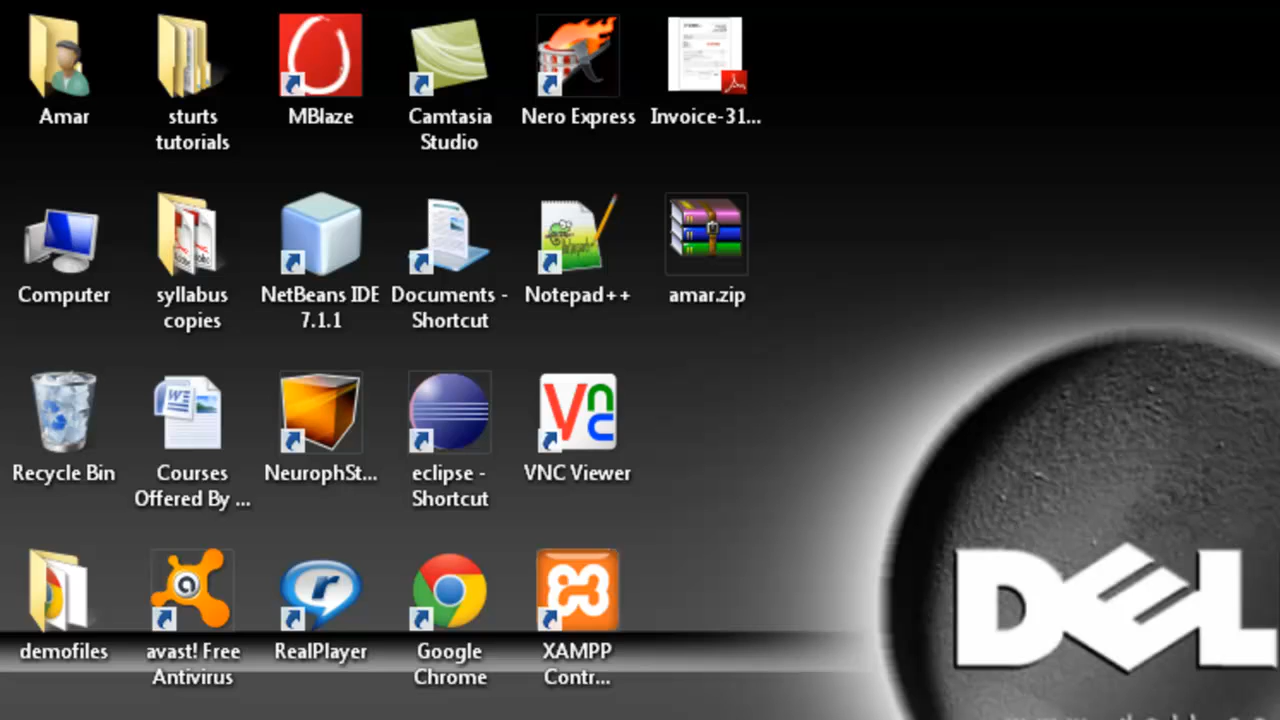 Amar
sturts
tutorials
MBlaze
Camtasia
Studio
Nero Express
Invoice-31...
Computer
syllabus
copies
NetBeans IDE
7.1.1
Documents -
Shortcut
Notepad++
amar.zip
Recycle Bin
Courses
Offered By ...
NeurophSt...
eclipse -
Shortcut
VNC Viewer
demofiles
avast! Free
Antivirus
RealPlayer
Google
Chrome
XAMPP
Contr...
DELL